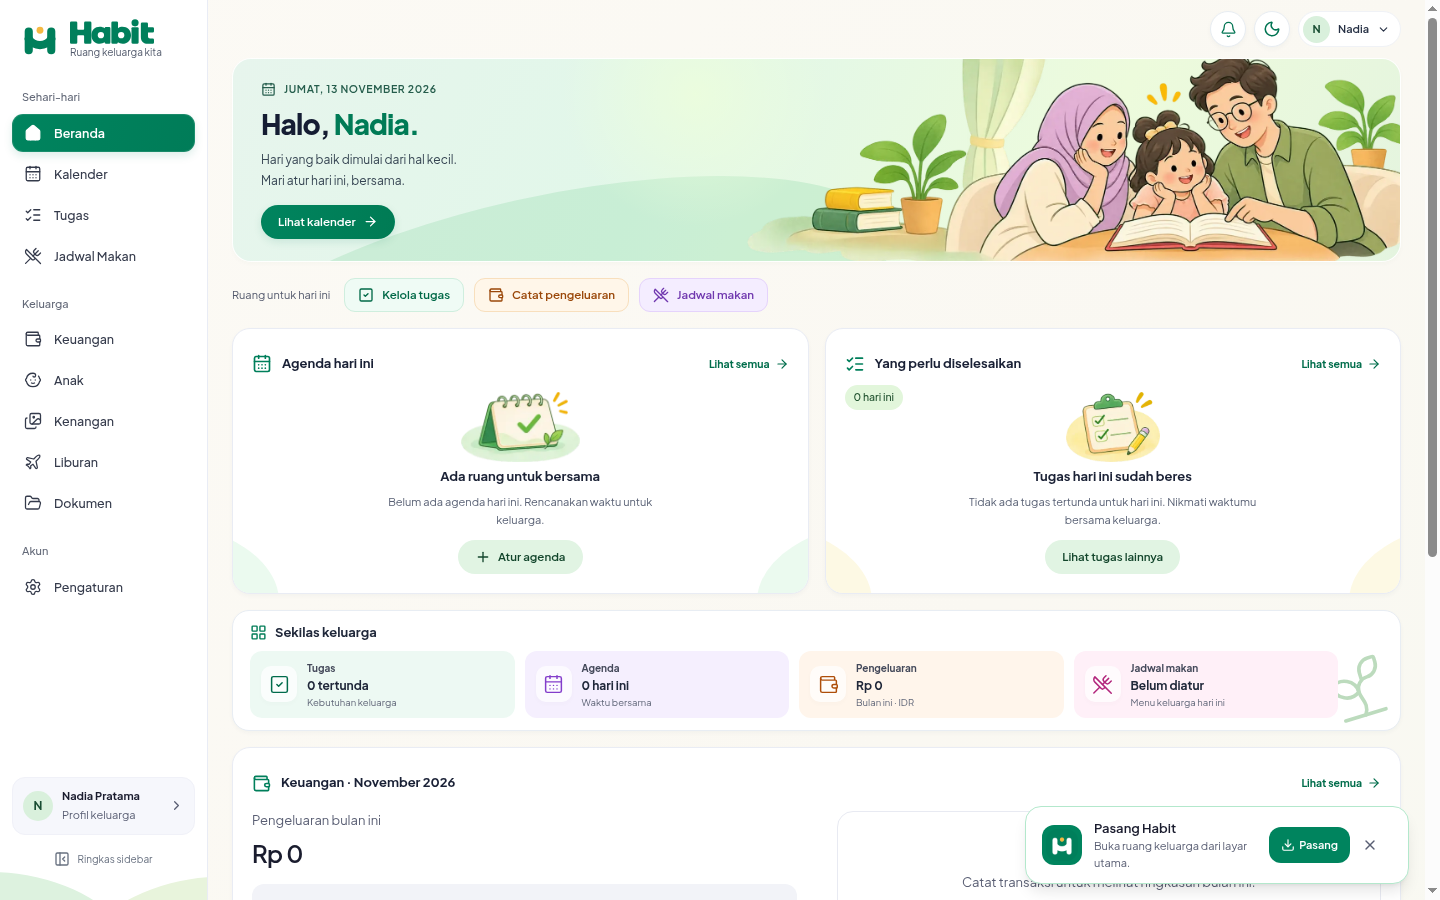 Habit
Ruang keluarga kita
Sehari-hari
Beranda
Kalender
Tugas
Jadwal Makan
Keluarga
Keuangan
Anak
Kenangan
Liburan
Dokumen
Akun
Pengaturan
N
Nadia Pratama
Profil keluarga
Ringkas sidebar
N
Nadia
JUMAT, 13 NOVEMBER 2026
Halo, Nadia.
Hari yang baik dimulai dari hal kecil.
Mari atur hari ini, bersama.
Lihat kalender
Ruang untuk hari ini
Kelola tugas
Catat pengeluaran
Jadwal makan
Agenda hari ini
Lihat semua
Ada ruang untuk bersama
Belum ada agenda hari ini. Rencanakan waktu untuk
keluarga.
Atur agenda
Yang perlu diselesaikan
Lihat semua
0 hari ini
Tugas hari ini sudah beres
Tidak ada tugas tertunda untuk hari ini. Nikmati waktumu
bersama keluarga.
Lihat tugas lainnya
Sekilas keluarga
Tugas
0 tertunda
Kebutuhan keluarga
Agenda
0 hari ini
Waktu bersama
Pengeluaran
Rp 0
Bulan ini · IDR
Jadwal makan
Belum diatur
Menu keluarga hari ini
Keuangan · November 2026
Lihat semua
Pengeluaran bulan ini
Rp 0
Catat transaksi untuk melihat ringkasan bulan ini.
Pasang Habit
Buka ruang keluarga dari layar
utama.
Pasang